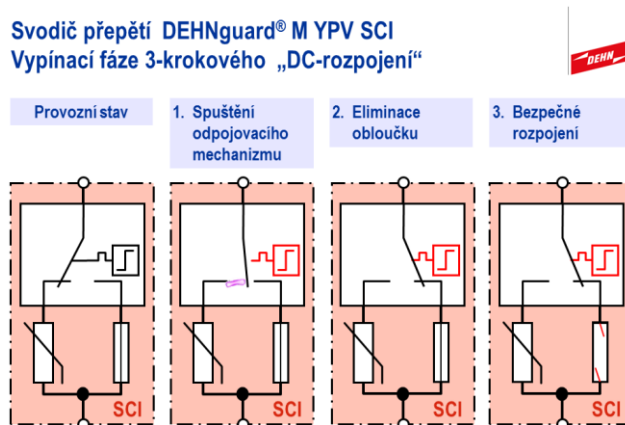 Svodič přepětí DEHNguard® M YPV SCI
Vypínací fáze 3-krokového „DC-rozpojení“
DEHN
Provozní stav
1. Spuštění
odpojovacího
mechanizmu
2. Eliminace
obloučku
3. Bezpečné
rozpojení
SCI
SCI
SCI
SCI